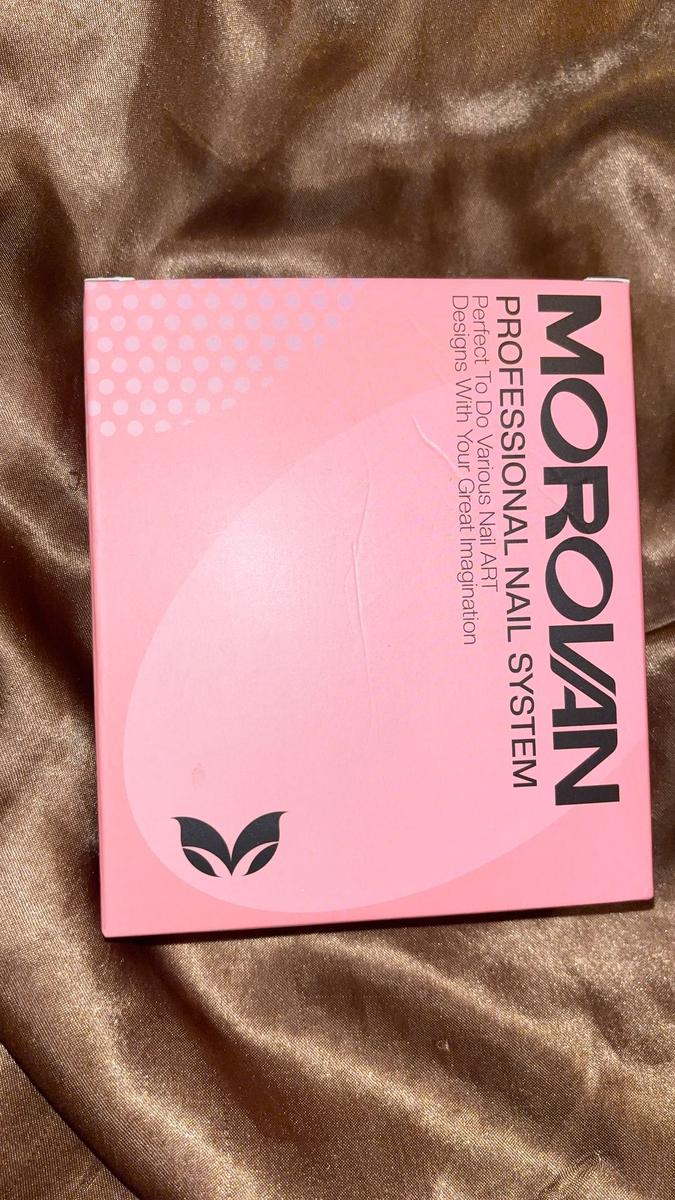 MOROVAN
PROFESSIONAL NAIL SYSTEM
Perfect To Do Various Nail ART
Designs With Your Great Imagination